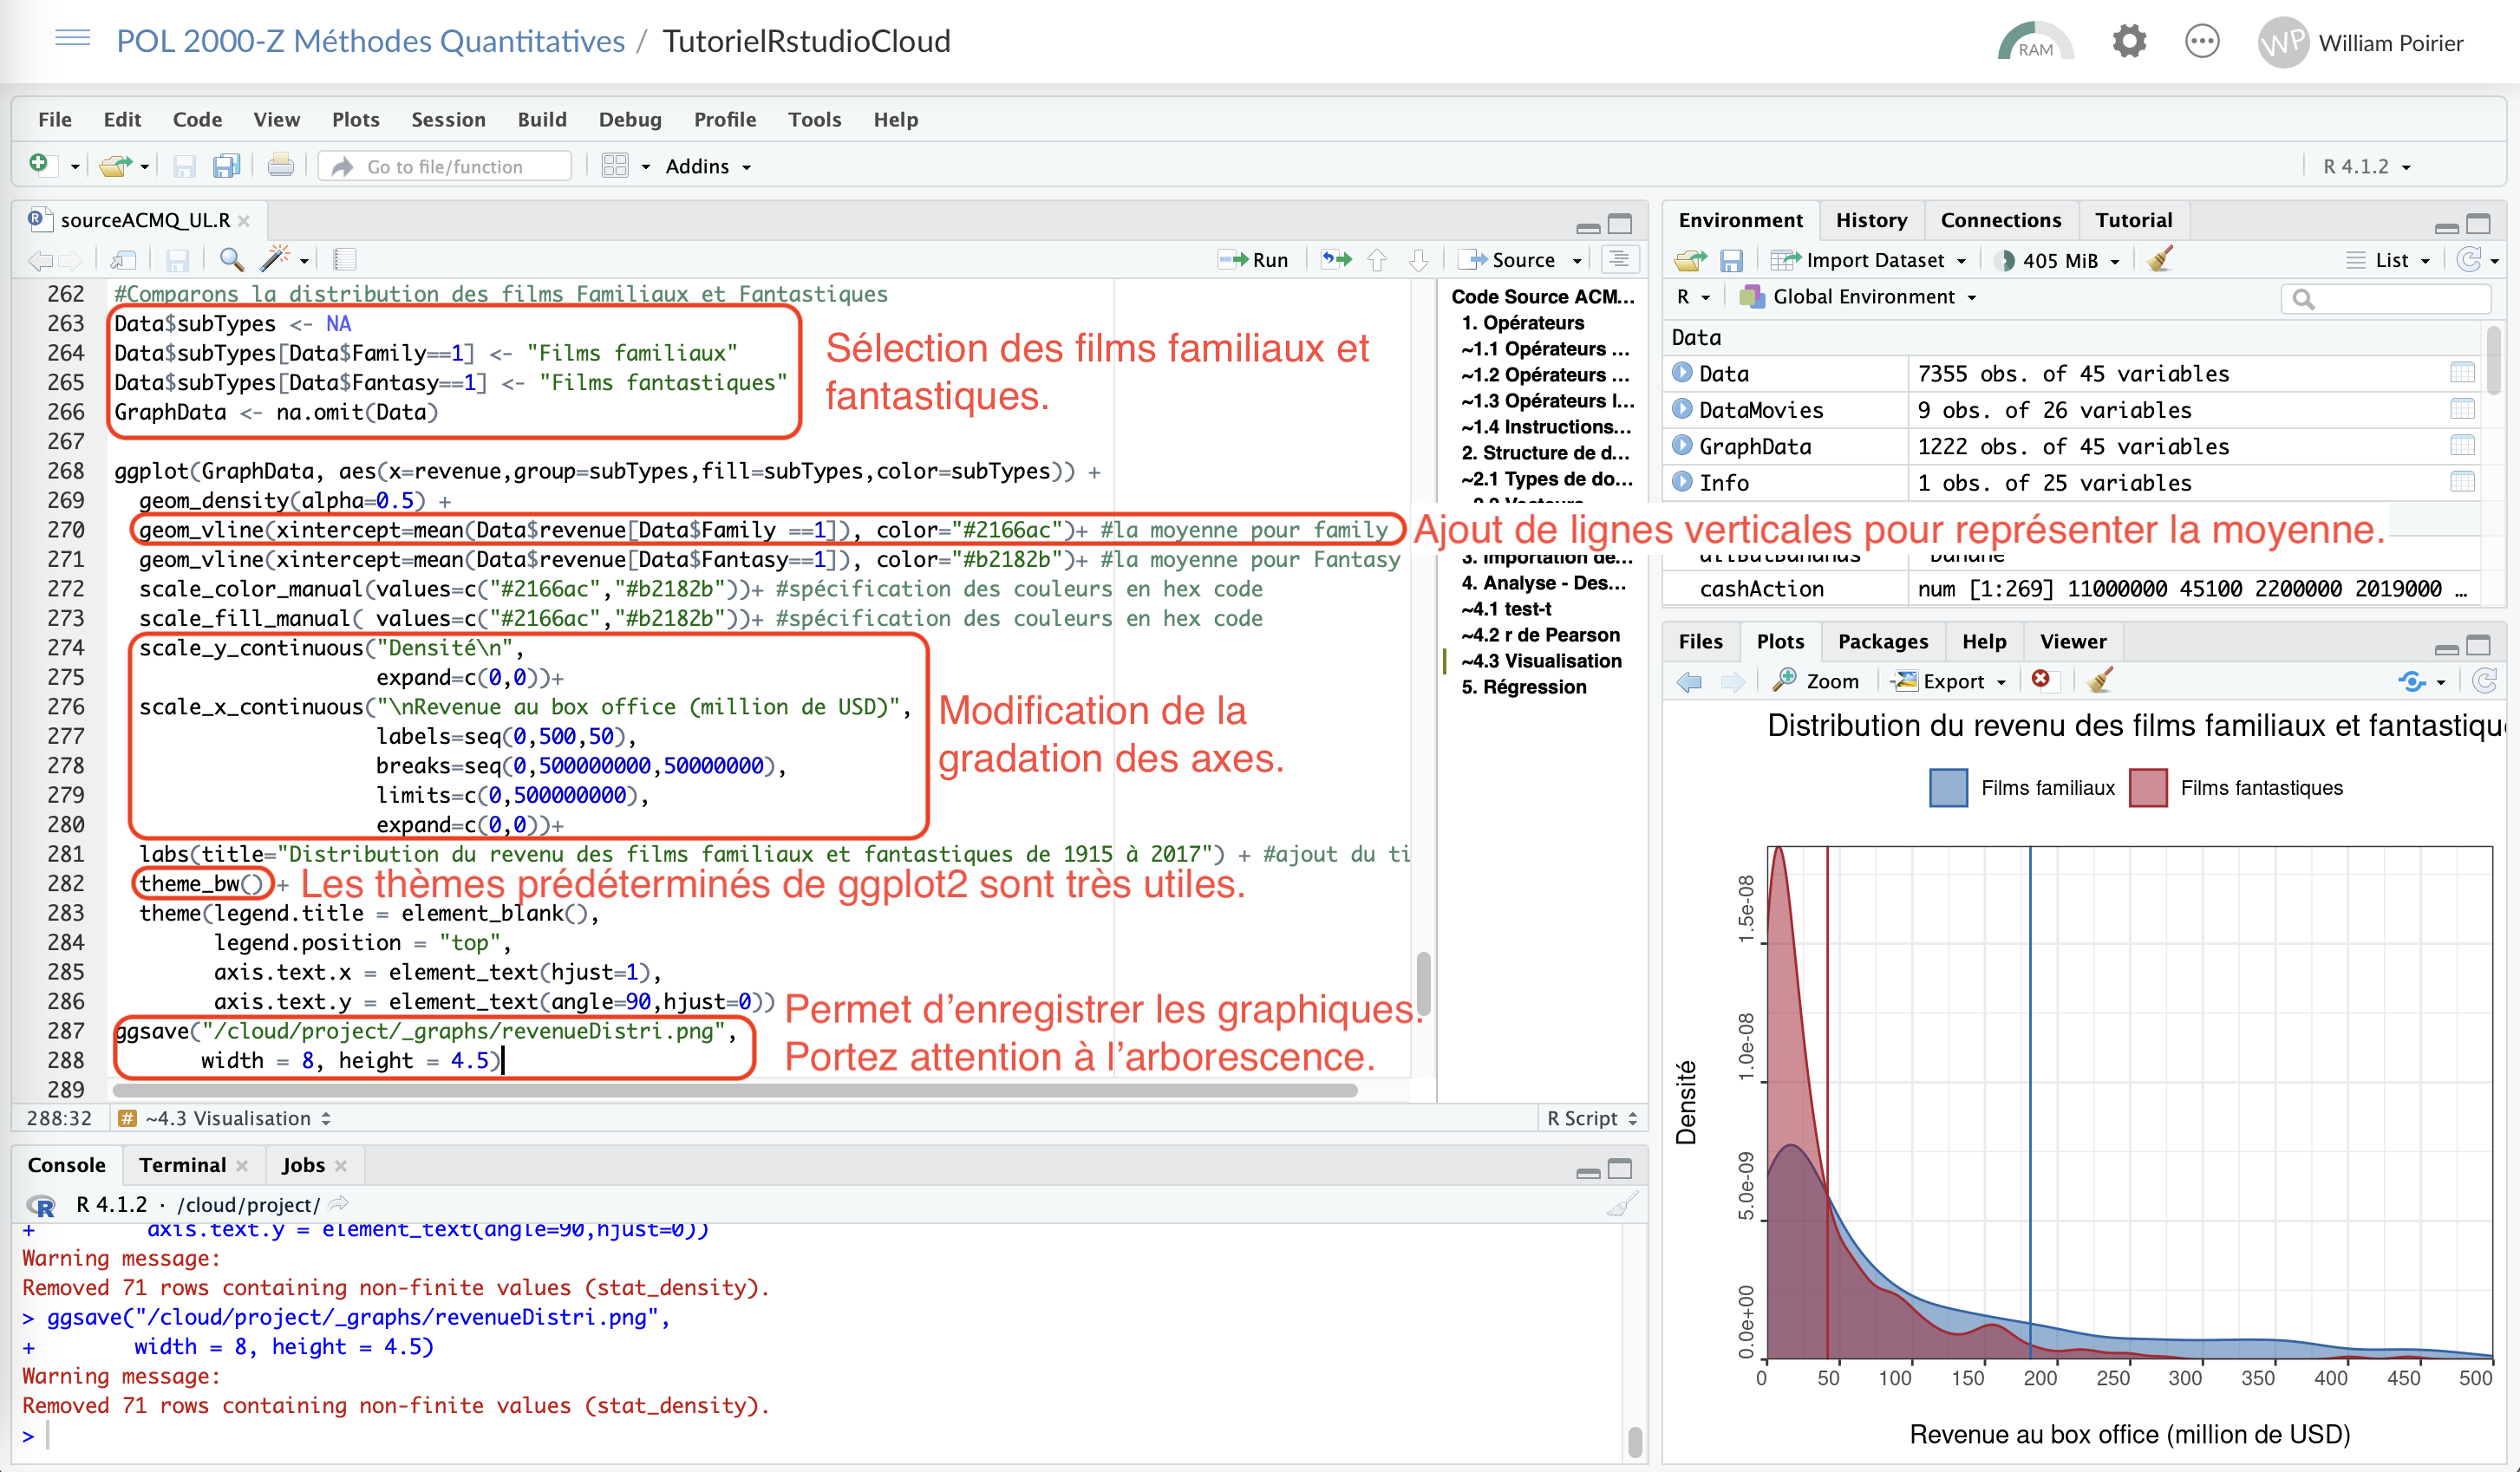 POL 2000-Z Méthodes Quantitatives / TutorielRstudioCloud
RAM
WP William Poirier
File Edit Code View Plots Session Build Debug Profile Tools Help
Go to file/function Addins R 4.1.2
sourceACMQ_UL.R
Run Source
262 #Comparons la distribution des films Familiaux et Fantastiques
263 Data$subTypes <- NA
264 Data$subTypes[Data$Family==1] <- "Films familiaux"
265 Data$subTypes[Data$Fantasy==1] <- "Films fantastiques"
266 GraphData <- na.omit(Data)
267
268 ggplot(GraphData, aes(x=revenue,group=subTypes,fill=subTypes,color=subTypes)) +
269 geom_density(alpha=0.5) +
270 geom_vline(xintercept=mean(Data$revenue[Data$Family ==1]), color="#2166ac")+ #la moyenne pour family
271 geom_vline(xintercept=mean(Data$revenue[Data$Fantasy==1]), color="#b2182b")+ #la moyenne pour Fantasy
272 scale_color_manual(values=c("#2166ac","#b2182b"))+ #spécification des couleurs en hex code
273 scale_fill_manual( values=c("#2166ac","#b2182b"))+ #spécification des couleurs en hex code
274 scale_y_continuous("Densité\n",
275 expand=c(0,0))+
276 scale_x_continuous("\nRevenue au box office (million de USD)",
277 labels=seq(0,500,50),
278 breaks=seq(0,500000000,50000000),
279 limits=c(0,500000000),
280 expand=c(0,0))+
281 labs(title="Distribution du revenu des films familiaux et fantastiques de 1915 à 2017") + #ajout du ti
282 theme_bw() +
283 theme(legend.title = element_blank(),
284 legend.position = "top",
285 axis.text.x = element_text(hjust=1),
286 axis.text.y = element_text(angle=90,hjust=0))
287 ggsave("/cloud/project/_graphs/revenueDistri.png",
288 width = 8, height = 4.5)
289
Sélection des films familiaux et
fantastiques.
Ajout de lignes verticales pour représenter la moyenne.
Modification de la
gradation des axes.
Les thèmes prédéterminés de ggplot2 sont très utiles.
Permet d'enregistrer les graphiques.
Portez attention à l'arborescence.
Code Source ACM...
1. Opérateurs
~1.1 Opérateurs ...
~1.2 Opérateurs ...
~1.3 Opérateurs l...
~1.4 Instructions...
2. Structure de d...
~2.1 Types de do...
3. Importation de...
4. Analyse - Des...
~4.1 test-t
~4.2 r de Pearson
~4.3 Visualisation
5. Régression
288:32 # ~4.3 Visualisation R Script
Console Terminal Jobs
R 4.1.2 · /cloud/project/
+ axis.text.y = element_text(angle=90,hjust=0))
Warning message:
Removed 71 rows containing non-finite values (stat_density).
> ggsave("/cloud/project/_graphs/revenueDistri.png",
+ width = 8, height = 4.5)
Warning message:
Removed 71 rows containing non-finite values (stat_density).
>
Environment History Connections Tutorial
Import Dataset 405 MiB List
R Global Environment
Data
Data 7355 obs. of 45 variables
DataMovies 9 obs. of 26 variables
GraphData 1222 obs. of 45 variables
Info 1 obs. of 25 variables
cashAction num [1:269] 11000000 45100 2200000 2019000 ...
Files Plots Packages Help Viewer
Zoom Export
Distribution du revenu des films familiaux et fantastiqu
Films familiaux Films fantastiques
Densité
1.5e-08
1.0e-08
5.0e-09
0.0e+00
0 50 100 150 200 250 300 350 400 450 500
Revenue au box office (million de USD)